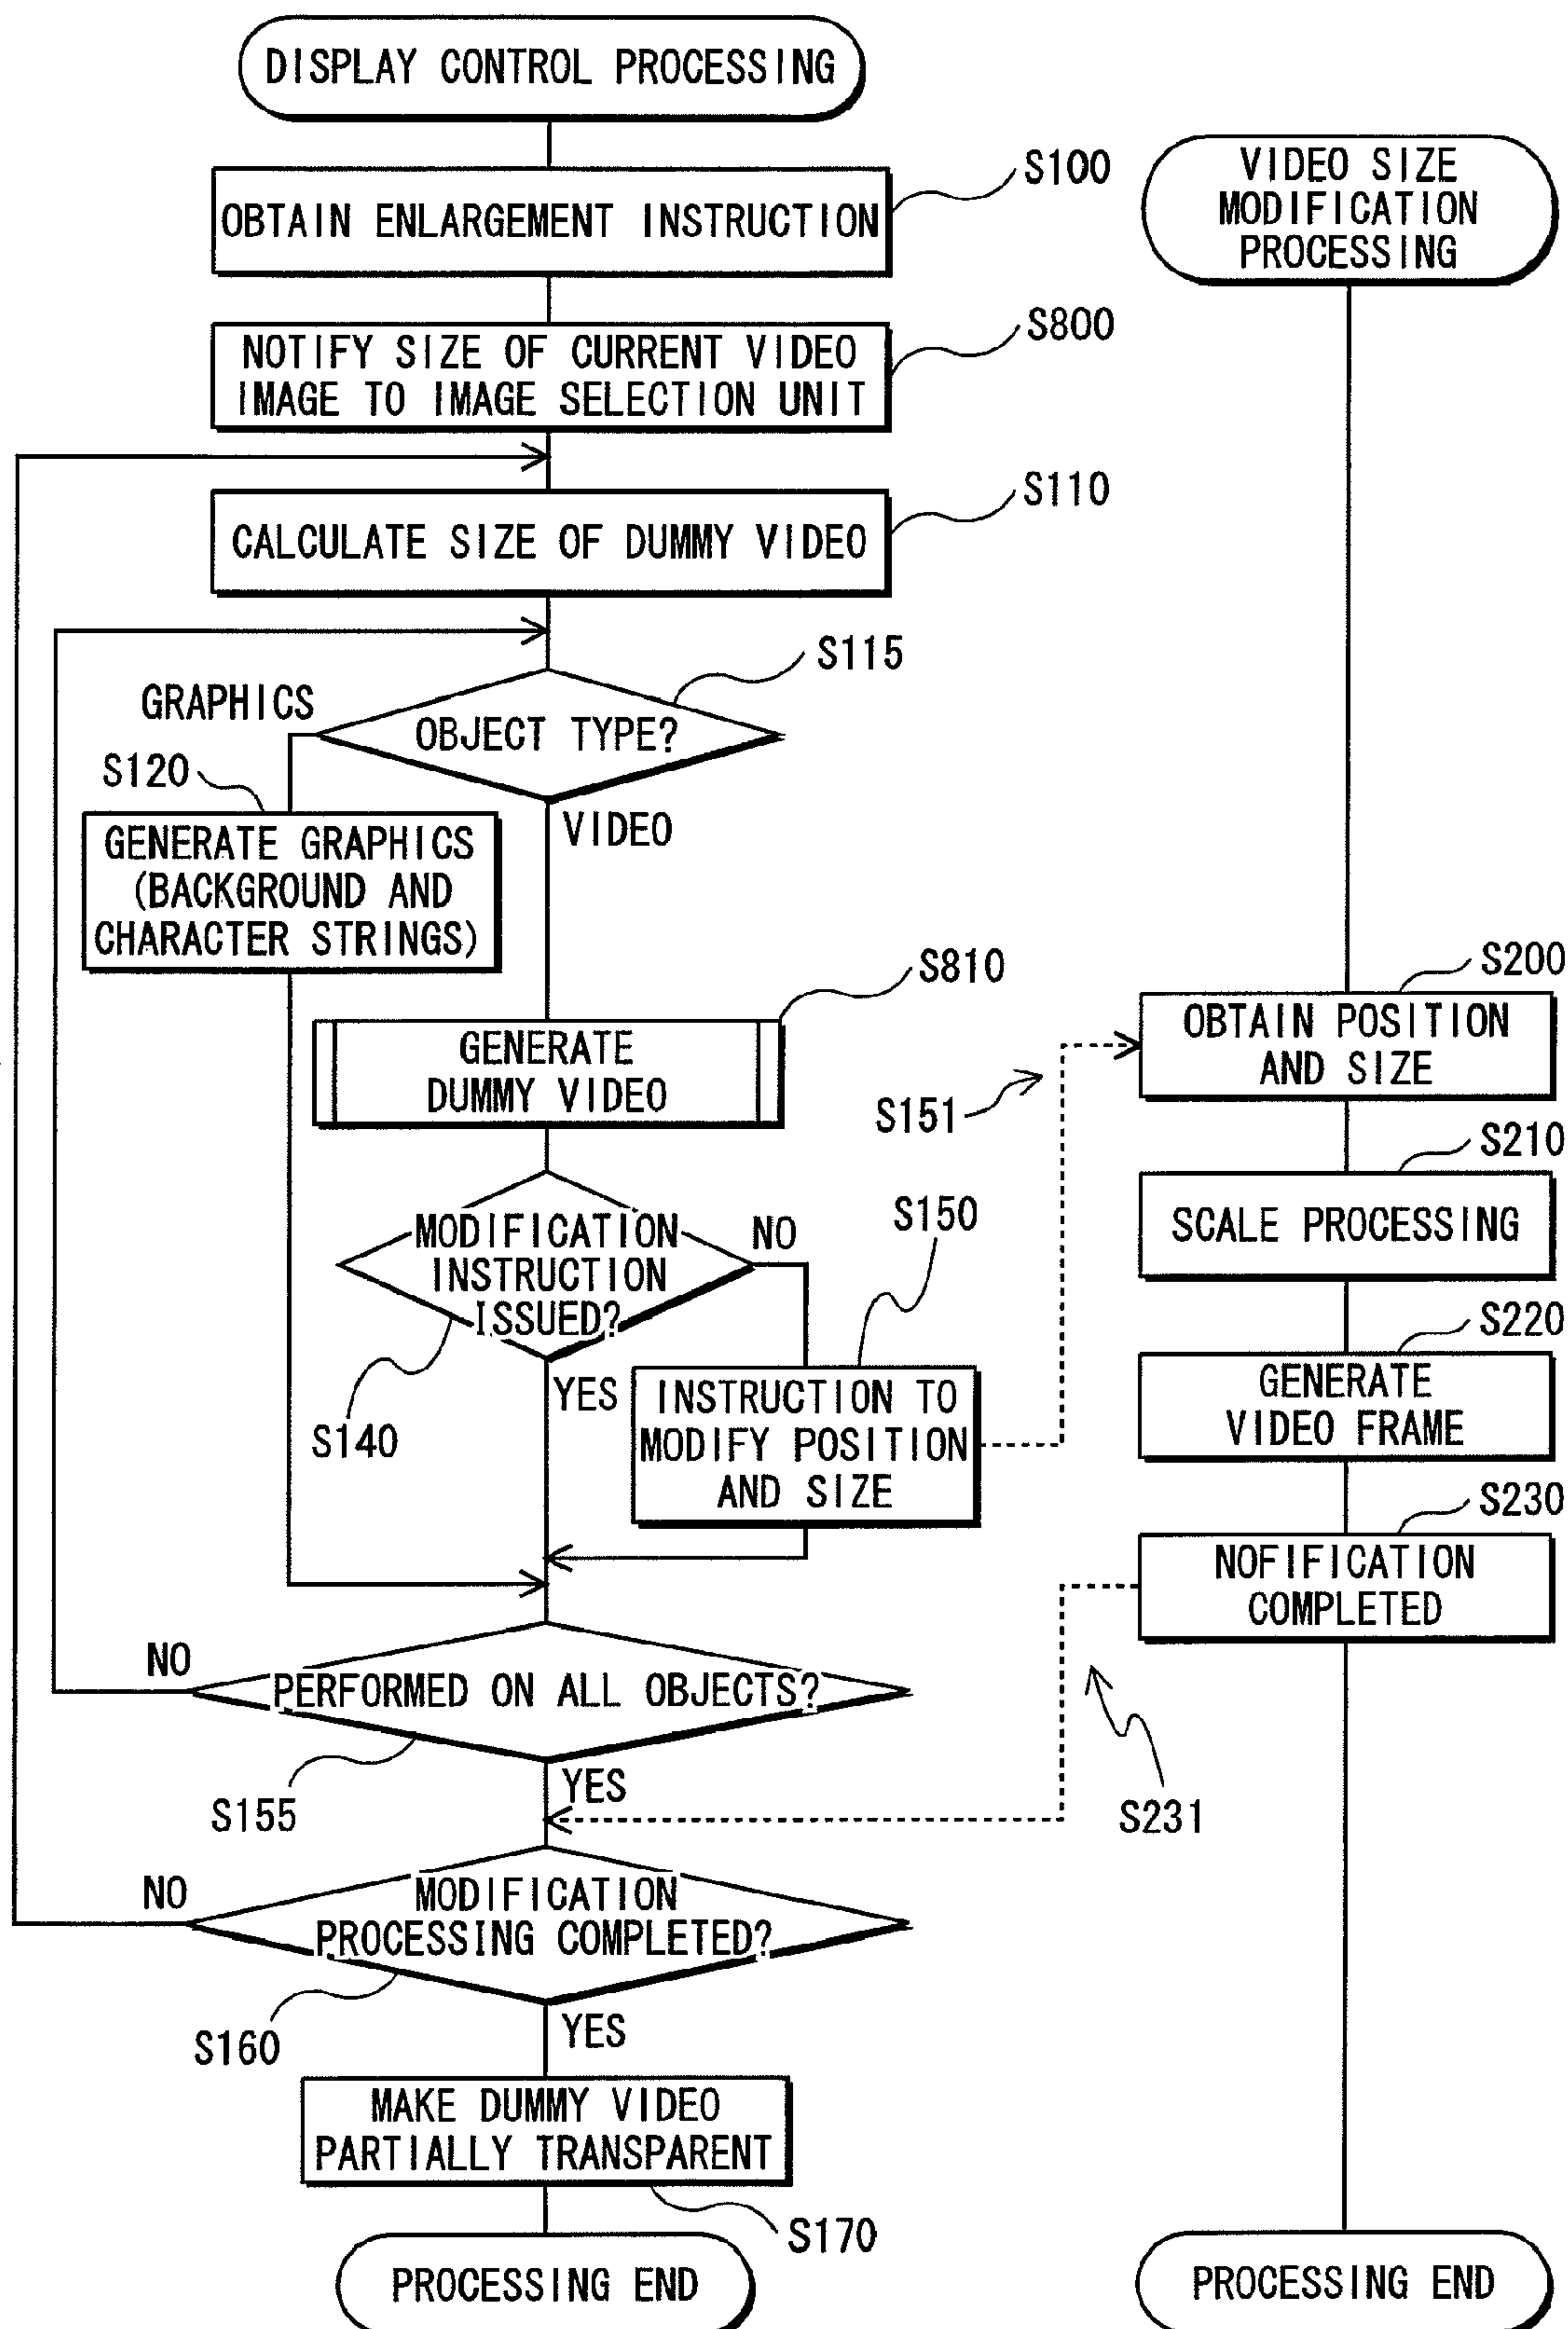 DISPLAY CONTROL PROCESSING
S100
OBTAIN ENLARGEMENT INSTRUCTION
S800
NOTIFY SIZE OF CURRENT VIDEO
IMAGE TO IMAGE SELECTION UNIT
S110
CALCULATE SIZE OF DUMMY VIDEO
S115
GRAPHICS
OBJECT TYPE?
S120
VIDEO
GENERATE GRAPHICS
(BACKGROUND AND
CHARACTER STRINGS)
S810
GENERATE
DUMMY VIDEO
S151
MODIFICATION
INSTRUCTION
ISSUED?
NO
S150
YES
S140
INSTRUCTION TO
MODIFY POSITION
AND SIZE
NO
PERFORMED ON ALL OBJECTS?
S155
YES
S231
NO
MODIFICATION
PROCESSING COMPLETED?
S160
YES
MAKE DUMMY VIDEO
PARTIALLY TRANSPARENT
S170
PROCESSING END
VIDEO SIZE
MODIFICATION
PROCESSING
S200
OBTAIN POSITION
AND SIZE
S210
SCALE PROCESSING
S220
GENERATE
VIDEO FRAME
S230
NOFIFICATION
COMPLETED
PROCESSING END